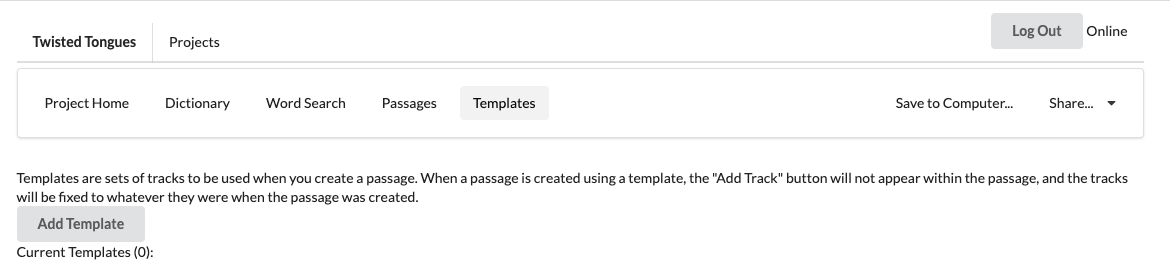 Twisted Tongues Projects Log Out Online
Project Home Dictionary Word Search Passages Templates Save to Computer... Share...
Templates are sets of tracks to be used when you create a passage. When a passage is created using a template, the "Add Track" button will not appear within the passage, and the tracks
will be fixed to whatever they were when the passage was created.
Add Template
Current Templates (0):